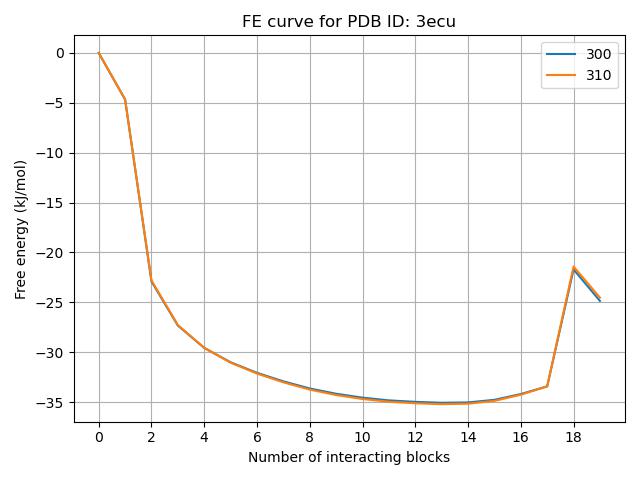 FE curve for PDB ID: 3ecu
300
310
Free energy (kJ/mol)
0
−5
−10
−15
−20
−25
−30
−35
0 2 4 6 8 10 12 14 16 18
Number of interacting blocks